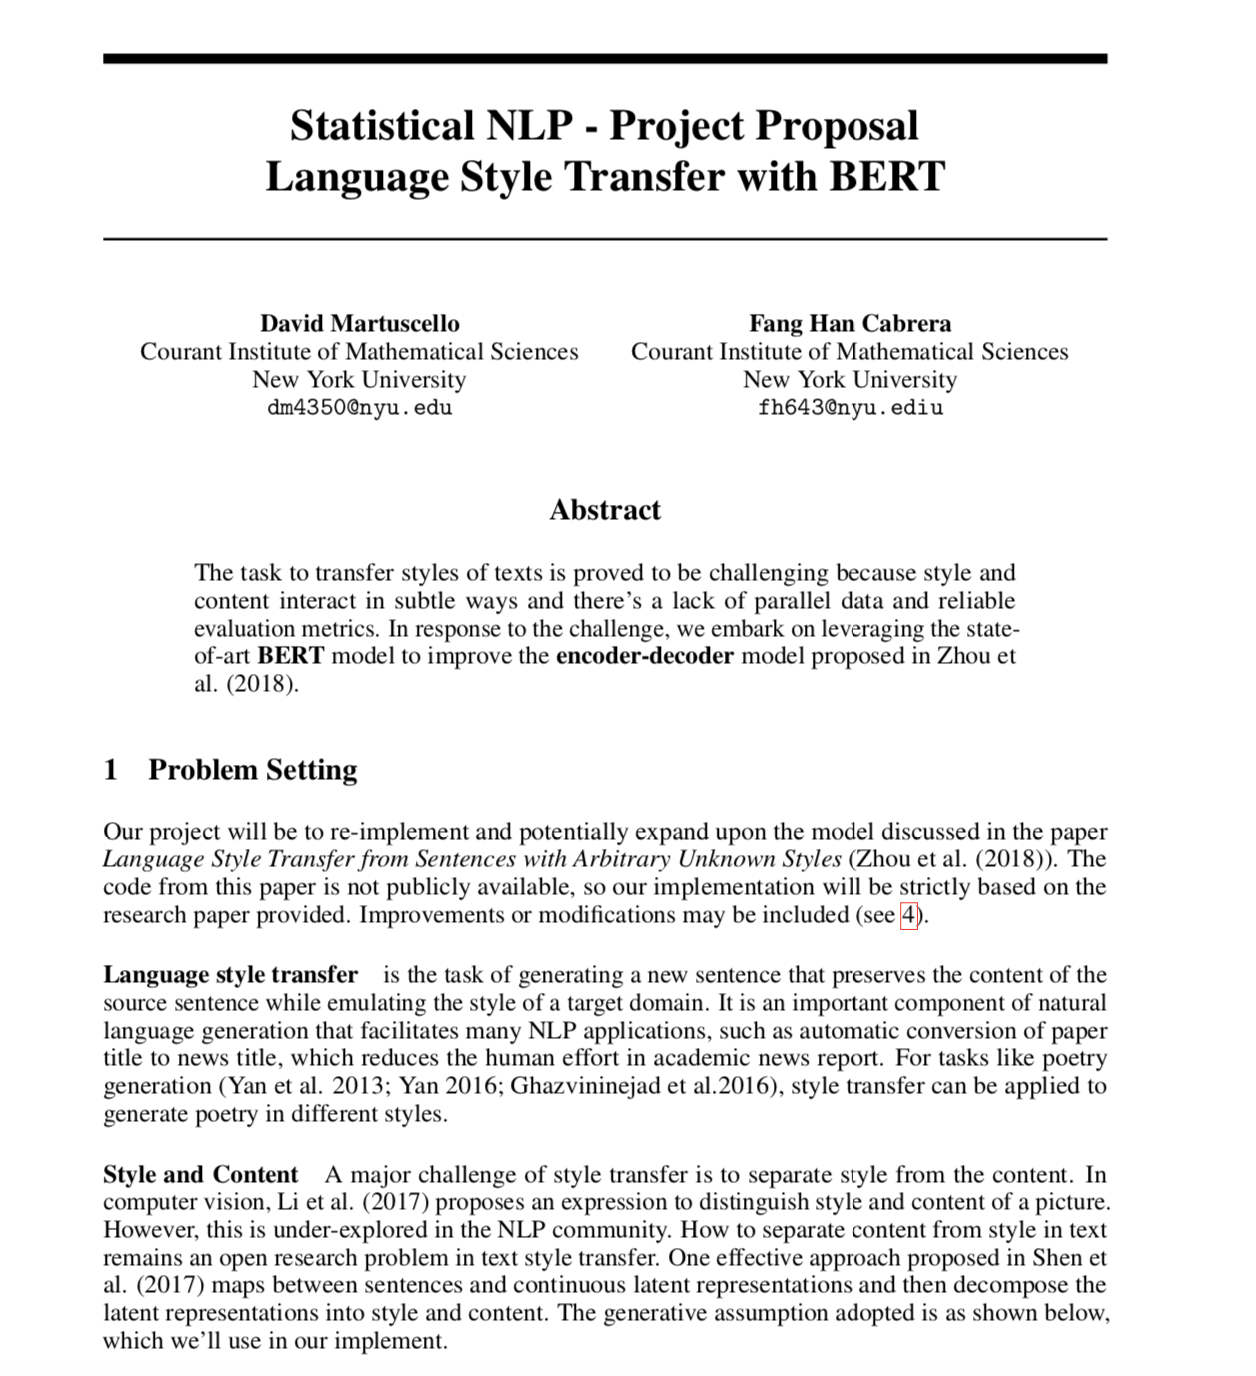 Statistical NLP - Project Proposal
Language Style Transfer with BERT
David Martuscello
Courant Institute of Mathematical Sciences
New York University
dm4350@nyu.edu
Fang Han Cabrera
Courant Institute of Mathematical Sciences
New York University
fh643@nyu.ediu
Abstract
The task to transfer styles of texts is proved to be challenging because style and
content interact in subtle ways and there's a lack of parallel data and reliable
evaluation metrics. In response to the challenge, we embark on leveraging the state-
of-art BERT model to improve the encoder-decoder model proposed in Zhou et
al. (2018).
1 Problem Setting
Our project will be to re-implement and potentially expand upon the model discussed in the paper
Language Style Transfer from Sentences with Arbitrary Unknown Styles (Zhou et al. (2018)). The
code from this paper is not publicly available, so our implementation will be strictly based on the
research paper provided. Improvements or modifications may be included (see 4).
Language style transfer is the task of generating a new sentence that preserves the content of the
source sentence while emulating the style of a target domain. It is an important component of natural
language generation that facilitates many NLP applications, such as automatic conversion of paper
title to news title, which reduces the human effort in academic news report. For tasks like poetry
generation (Yan et al. 2013; Yan 2016; Ghazvininejad et al.2016), style transfer can be applied to
generate poetry in different styles.
Style and Content A major challenge of style transfer is to separate style from the content. In
computer vision, Li et al. (2017) proposes an expression to distinguish style and content of a picture.
However, this is under-explored in the NLP community. How to separate content from style in text
remains an open research problem in text style transfer. One effective approach proposed in Shen et
al. (2017) maps between sentences and continuous latent representations and then decompose the
latent representations into style and content. The generative assumption adopted is as shown below,
which we'll use in our implement.